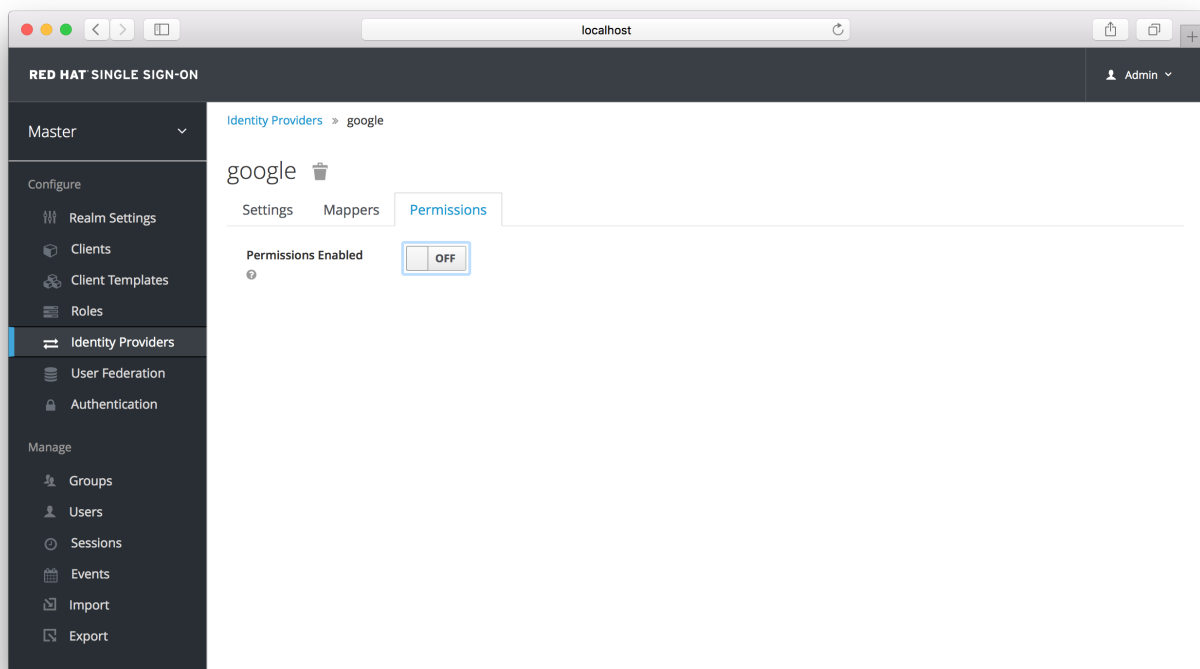 localhost
RED HAT SINGLE SIGN-ON
Admin
Master
Configure
Realm Settings
Clients
Client Templates
Roles
Identity Providers
User Federation
Authentication
Manage
Groups
Users
Sessions
Events
Import
Export
Identity Providers » google
google
Settings Mappers Permissions
Permissions Enabled
OFF